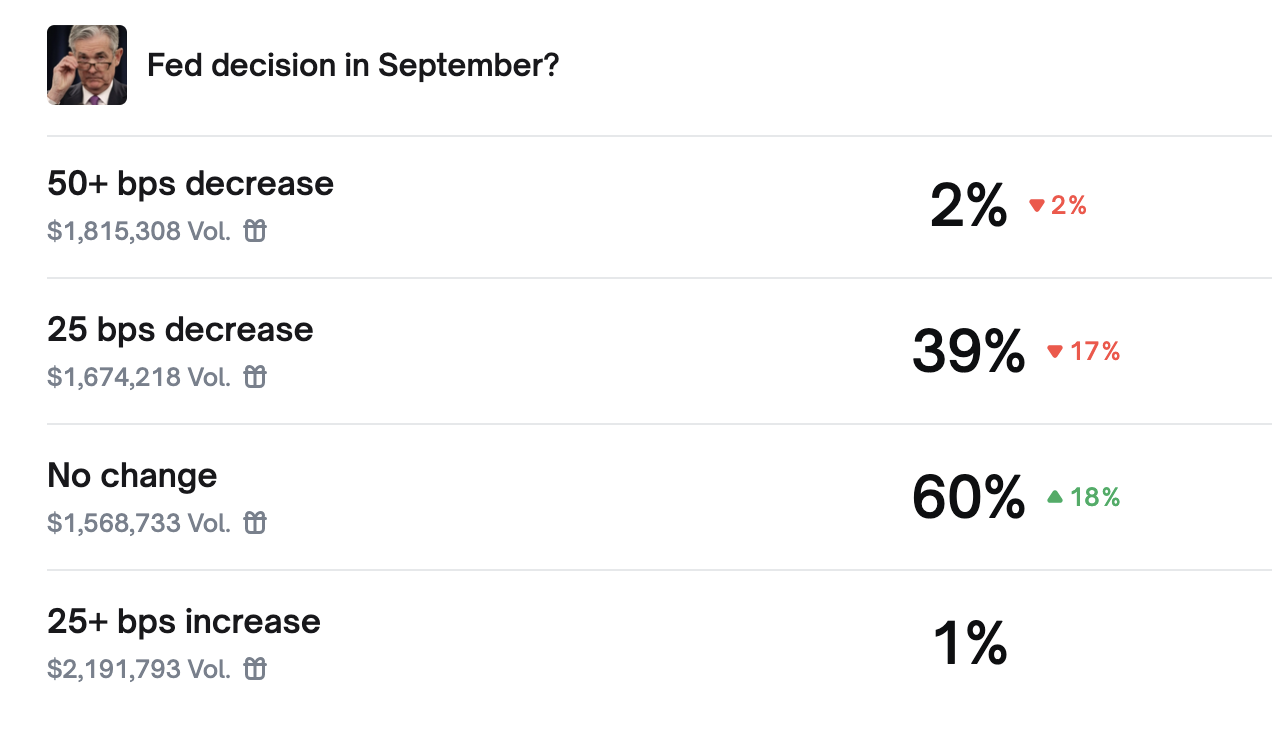 Fed decision in September?
50+ bps decrease
$1,815,308 Vol.
2% ▼ 2%
25 bps decrease
$1,674,218 Vol.
39% ▼ 17%
No change
$1,568,733 Vol.
60% ▲ 18%
25+ bps increase
$2,191,793 Vol.
1%